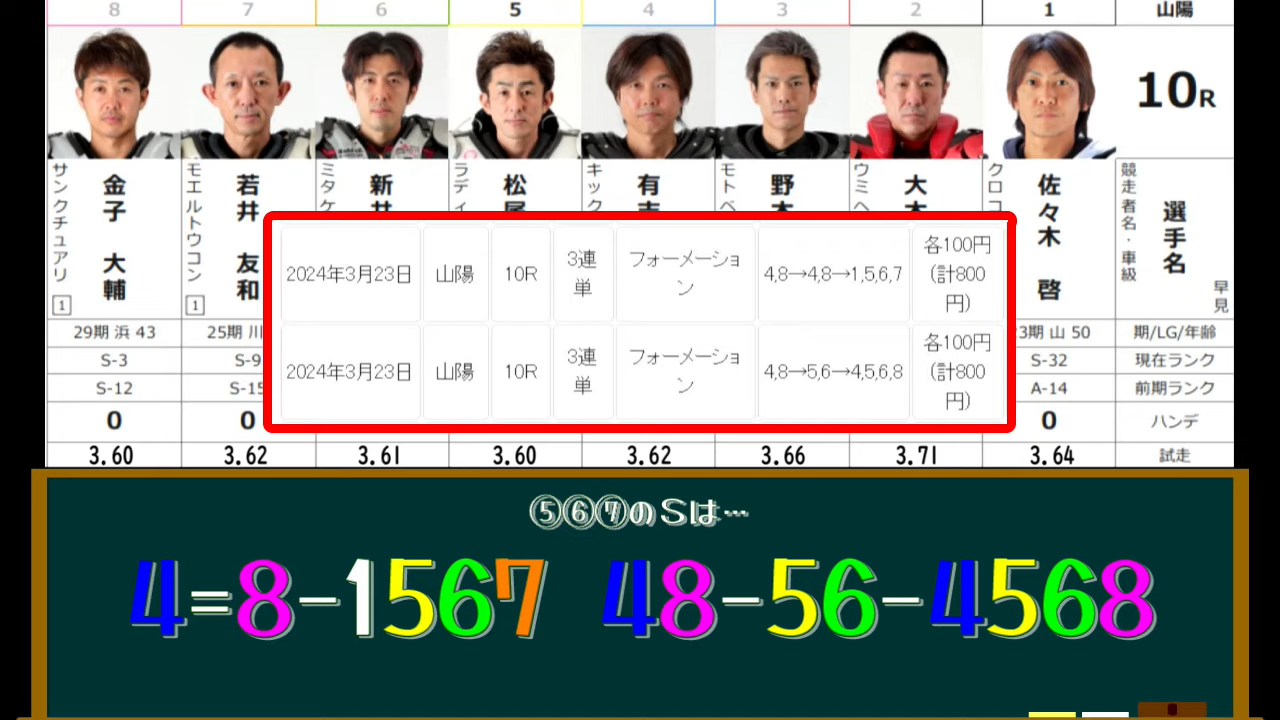 8 7 6 5 4 3 2 1 山陽
10R
サンクチュアリ 金子 大輔 1
モエルトウコン 若井 友和 1
ミタケ 新井
ラディ 松尾
キック 有吉
モトベ 野本
ウミヘ 大木
クロコ 佐々木 啓
競走者名・車級 選手名 早見
2024年3月23日 山陽 10R 3連単 フォーメーション 4,8→4,8→1,5,6,7 各100円(計800円)
2024年3月23日 山陽 10R 3連単 フォーメーション 4,8→5,6→4,5,6,8 各100円(計800円)
29期 浜 43 25期 川 3期 山 50 期/LG/年齢
S-3 S-9 S-32 現在ランク
S-12 S-15 A-14 前期ランク
0 0 0 ハンデ
3.60 3.62 3.61 3.60 3.62 3.66 3.71 3.64 試走
⑤⑥⑦のSは…
4=8-1567 48-56-4568